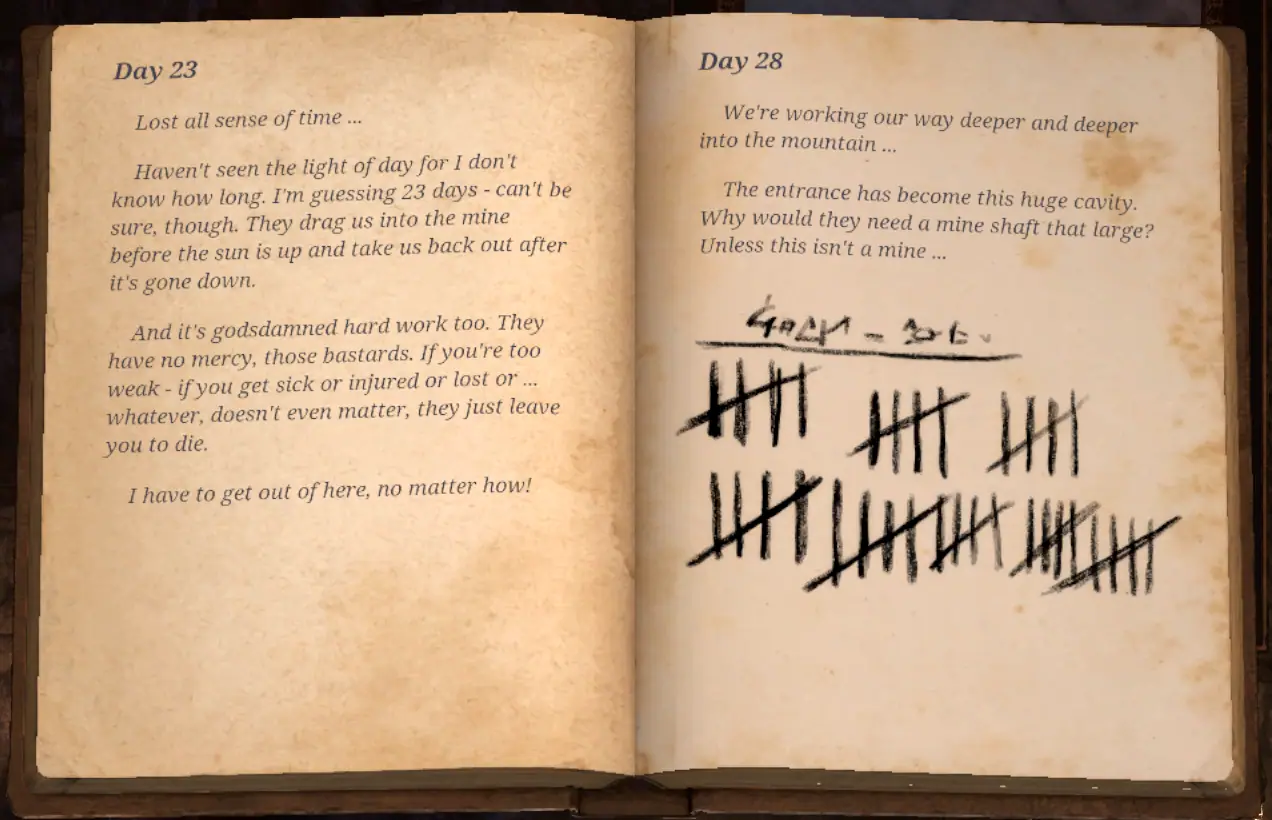 Day 23
Lost all sense of time ...
Haven't seen the light of day for I don't
know how long. I'm guessing 23 days - can't be
sure, though. They drag us into the mine
before the sun is up and take us back out after
it's gone down.
And it's godsdamned hard work too. They
have no mercy, those bastards. If you're too
weak - if you get sick or injured or lost or ...
whatever, doesn't even matter, they just leave
you to die.
I have to get out of here, no matter how!
Day 28
We're working our way deeper and deeper
into the mountain ...
The entrance has become this huge cavity.
Why would they need a mine shaft that large?
Unless this isn't a mine ...